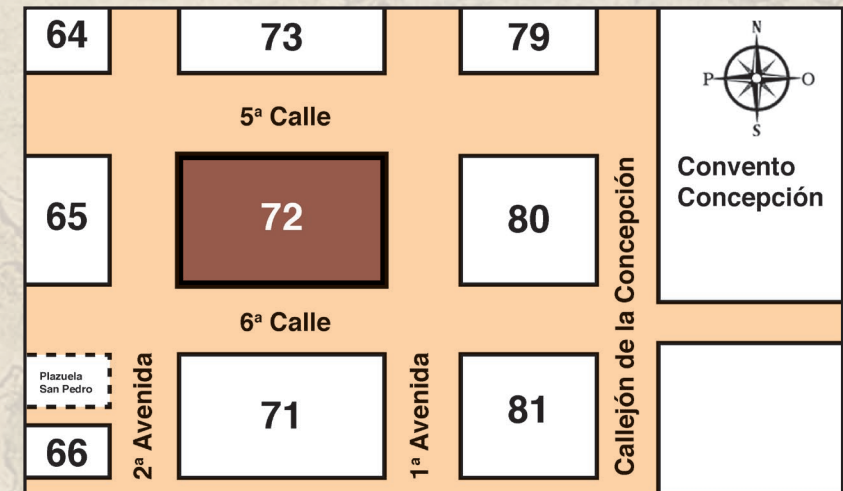 64
73
79
N
P
O
S
5ª Calle
Convento
Concepción
65
72
80
Callejón de la Concepción
6ª Calle
Plazuela
San Pedro
2ª Avenida
71
1ª Avenida
81
66